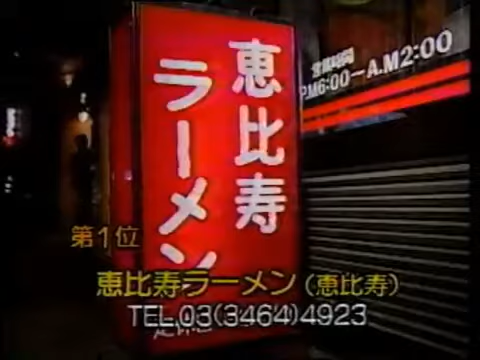 恵比寿
ラーメン
営業時間
P.M6:00-A.M2:00
第1位
恵比寿ラーメン(恵比寿)
TEL 03(3464)4923